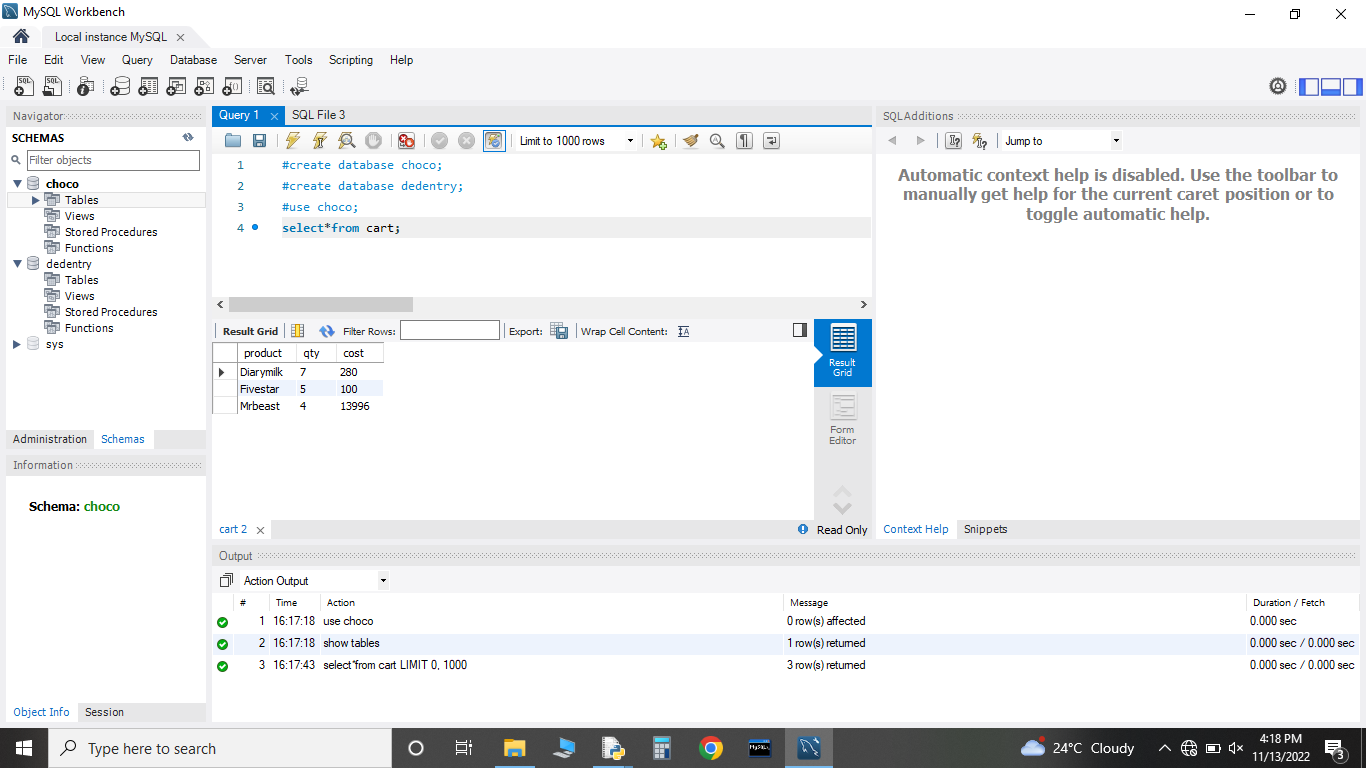 MySQL Workbench
Local instance MySQL
File Edit View Query Database Server Tools Scripting Help
Navigator
SCHEMAS
Filter objects
choco
Tables
Views
Stored Procedures
Functions
dedentry
Tables
Views
Stored Procedures
Functions
sys
Administration Schemas
Information
Schema: choco
Object Info Session
Query 1 SQL File 3
Limit to 1000 rows
1 #create database choco;
2 #create database dedentry;
3 #use choco;
4 select*from cart;
Result Grid Filter Rows: Export: Wrap Cell Content:
product qty cost
Diarymilk 7 280
Fivestar 5 100
Mrbeast 4 13996
Result
Grid
Form
Editor
cart 2 Read Only
SQLAdditions
Jump to
Automatic context help is disabled. Use the toolbar to
manually get help for the current caret position or to
toggle automatic help.
Context Help Snippets
Output
Action Output
# Time Action Message Duration / Fetch
1 16:17:18 use choco 0 row(s) affected 0.000 sec
2 16:17:18 show tables 1 row(s) returned 0.000 sec / 0.000 sec
3 16:17:43 select*from cart LIMIT 0, 1000 3 row(s) returned 0.000 sec / 0.000 sec
Type here to search
24°C Cloudy
4:18 PM
11/13/2022
3